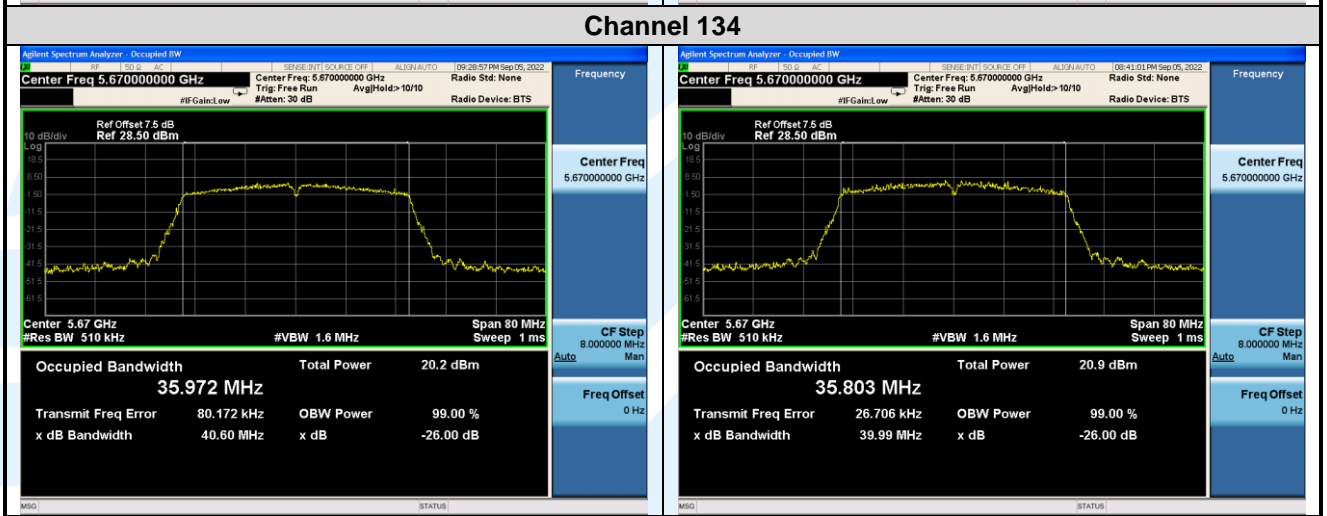 Channel 134
Agilent Spectrum Analyzer - Occupied BW
RF 50 Ω AC SENSE:INT SOURCE OFF ALIGN AUTO 09:28:57 PM Sep 05, 2022
Center Freq 5.670000000 GHz
Center Freq: 5.670000000 GHz
Radio Std: None
Trig: Free Run Avg|Hold:> 10/10
#IFGain:Low #Atten: 30 dB Radio Device: BTS
Frequency
Ref Offset 7.5 dB
10 dB/div Ref 28.50 dBm
Log
18.5
8.50
-1.50
-11.5
-21.5
-31.5
-41.5
-51.5
-61.5
Center Freq
5.670000000 GHz
Center 5.67 GHz Span 80 MHz
#Res BW 510 kHz #VBW 1.6 MHz Sweep 1 ms
CF Step
8.000000 MHz
Auto Man
Occupied Bandwidth Total Power 20.2 dBm
35.972 MHz
Transmit Freq Error 80.172 kHz OBW Power 99.00 %
x dB Bandwidth 40.60 MHz x dB -26.00 dB
Freq Offset
0 Hz
MSG STATUS
Agilent Spectrum Analyzer - Occupied BW
RF 50 Ω AC SENSE:INT SOURCE OFF ALIGN AUTO 08:41:01 PM Sep 05, 2022
Center Freq 5.670000000 GHz
Center Freq: 5.670000000 GHz
Radio Std: None
Trig: Free Run Avg|Hold:> 10/10
#IFGain:Low #Atten: 30 dB Radio Device: BTS
Frequency
Ref Offset 7.5 dB
10 dB/div Ref 28.50 dBm
Log
18.5
8.50
-1.50
-11.5
-21.5
-31.5
-41.5
-51.5
-61.5
Center Freq
5.670000000 GHz
Center 5.67 GHz Span 80 MHz
#Res BW 510 kHz #VBW 1.6 MHz Sweep 1 ms
CF Step
8.000000 MHz
Auto Man
Occupied Bandwidth Total Power 20.9 dBm
35.803 MHz
Transmit Freq Error 26.706 kHz OBW Power 99.00 %
x dB Bandwidth 39.99 MHz x dB -26.00 dB
Freq Offset
0 Hz
MSG STATUS